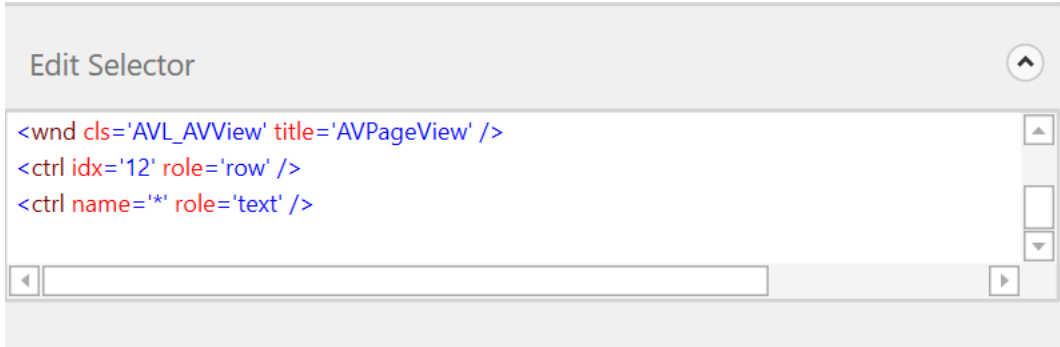 Edit Selector
<wnd cls='AVL_AVView' title='AVPageView' />
<ctrl idx='12' role='row' />
<ctrl name='*' role='text' />